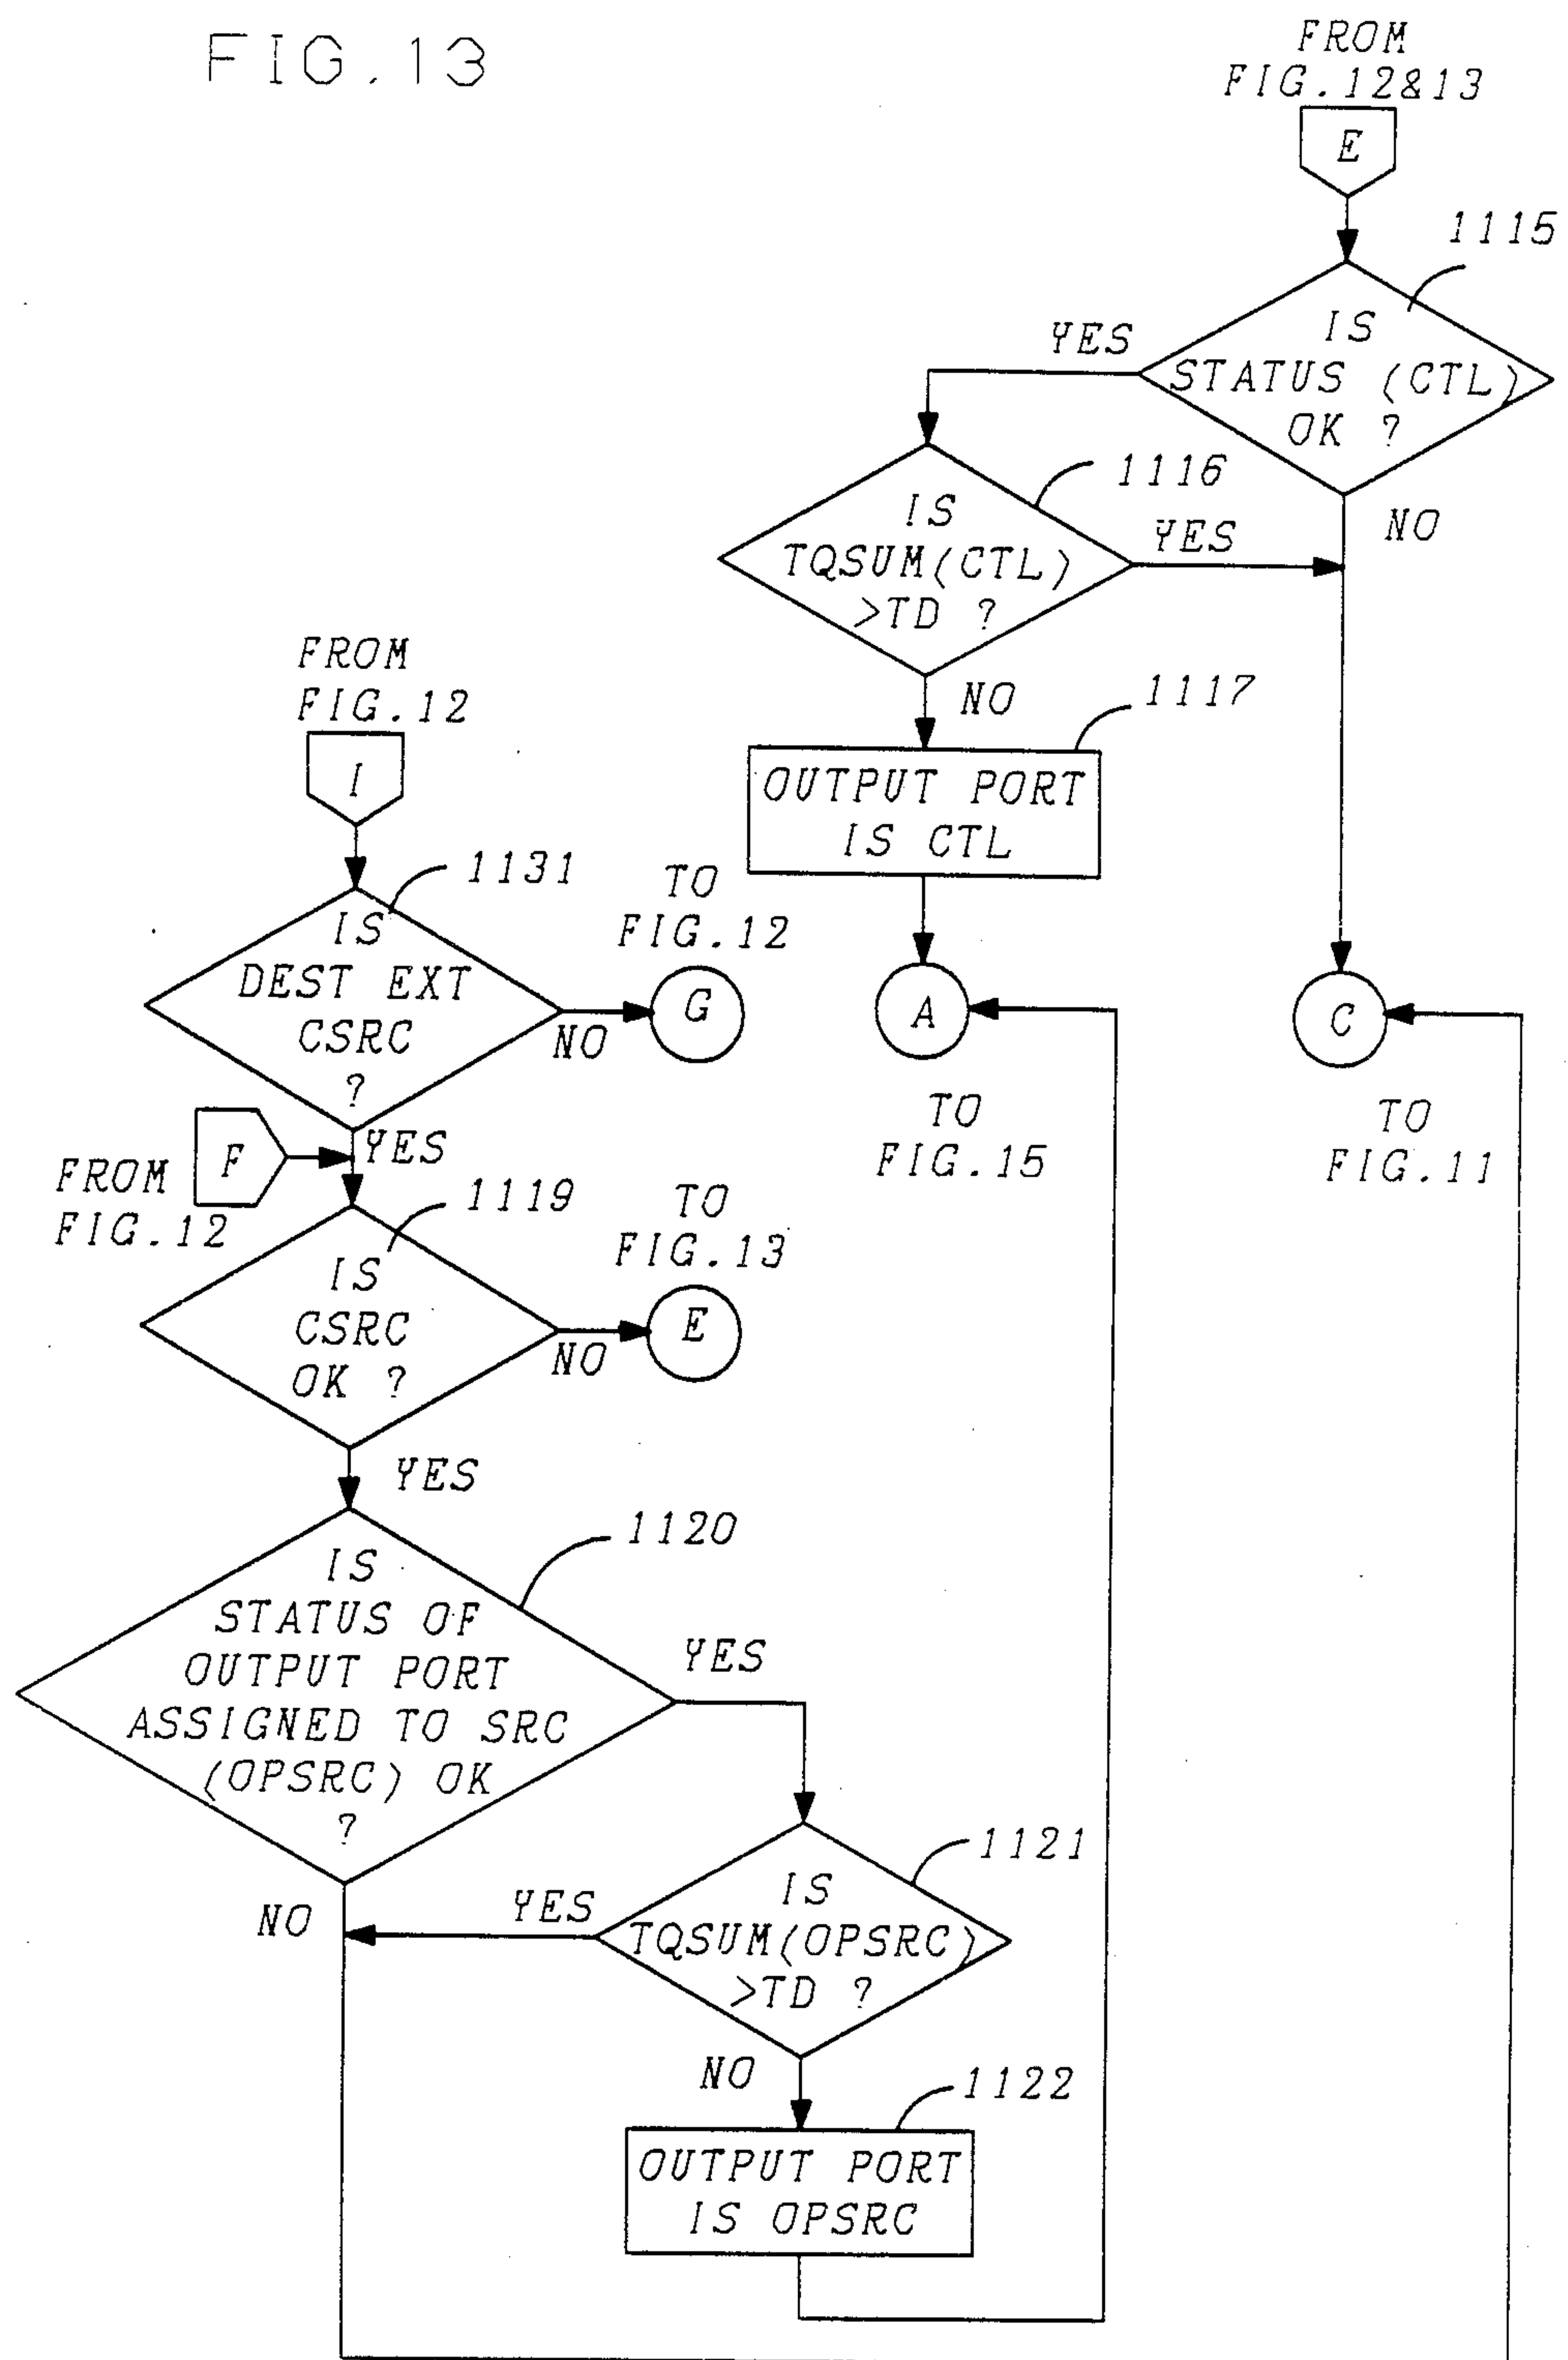 FIG.13
FROM
FIG.12&13
E
1115
IS
STATUS (CTL)
OK ?
YES
NO
1116
IS
TQSUM(CTL)
>TD ?
YES
NO
1117
OUTPUT PORT
IS CTL
A
TO
FIG.15
C
TO
FIG.11
FROM
FIG.12
I
1131
IS
DEST EXT
CSRC
?
NO
TO
FIG.12
G
YES
F
FROM
FIG.12
1119
IS
CSRC
OK ?
NO
TO
FIG.13
E
YES
1120
IS
STATUS OF
OUTPUT PORT
ASSIGNED TO SRC
(OPSRC) OK
?
YES
NO
1121
IS
TQSUM(OPSRC)
>TD ?
YES
NO
1122
OUTPUT PORT
IS OPSRC